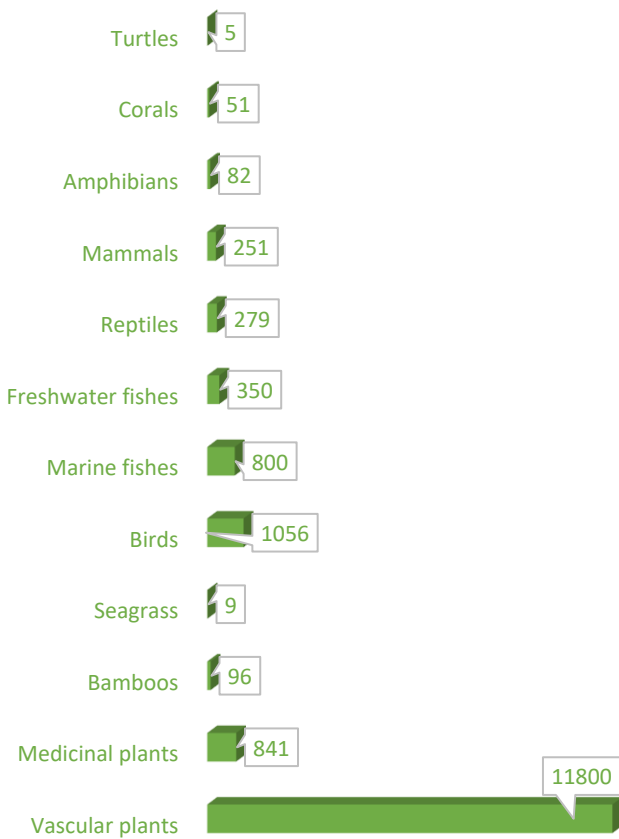 Turtles 5
Corals 51
Amphibians 82
Mammals 251
Reptiles 279
Freshwater fishes 350
Marine fishes 800
Birds 1056
Seagrass 9
Bamboos 96
Medicinal plants 841
11800
Vascular plants